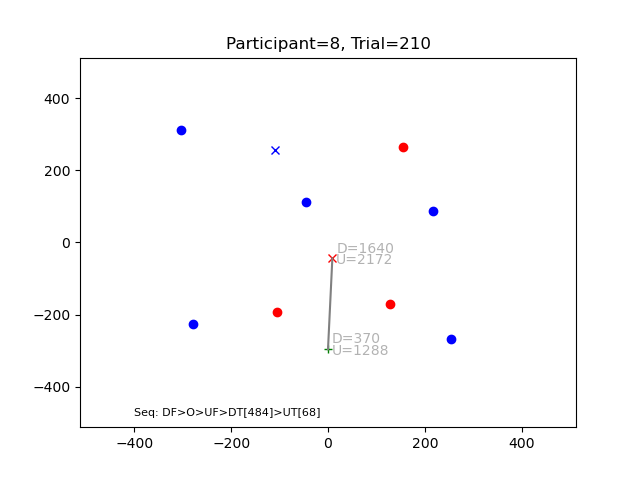 Participant=8, Trial=210
400
200
0
−200
−400
D=1640
U=2172
D=370
U=1288
Seq: DF>O>UF>DT[484]>UT[68]
−400 −200 0 200 400